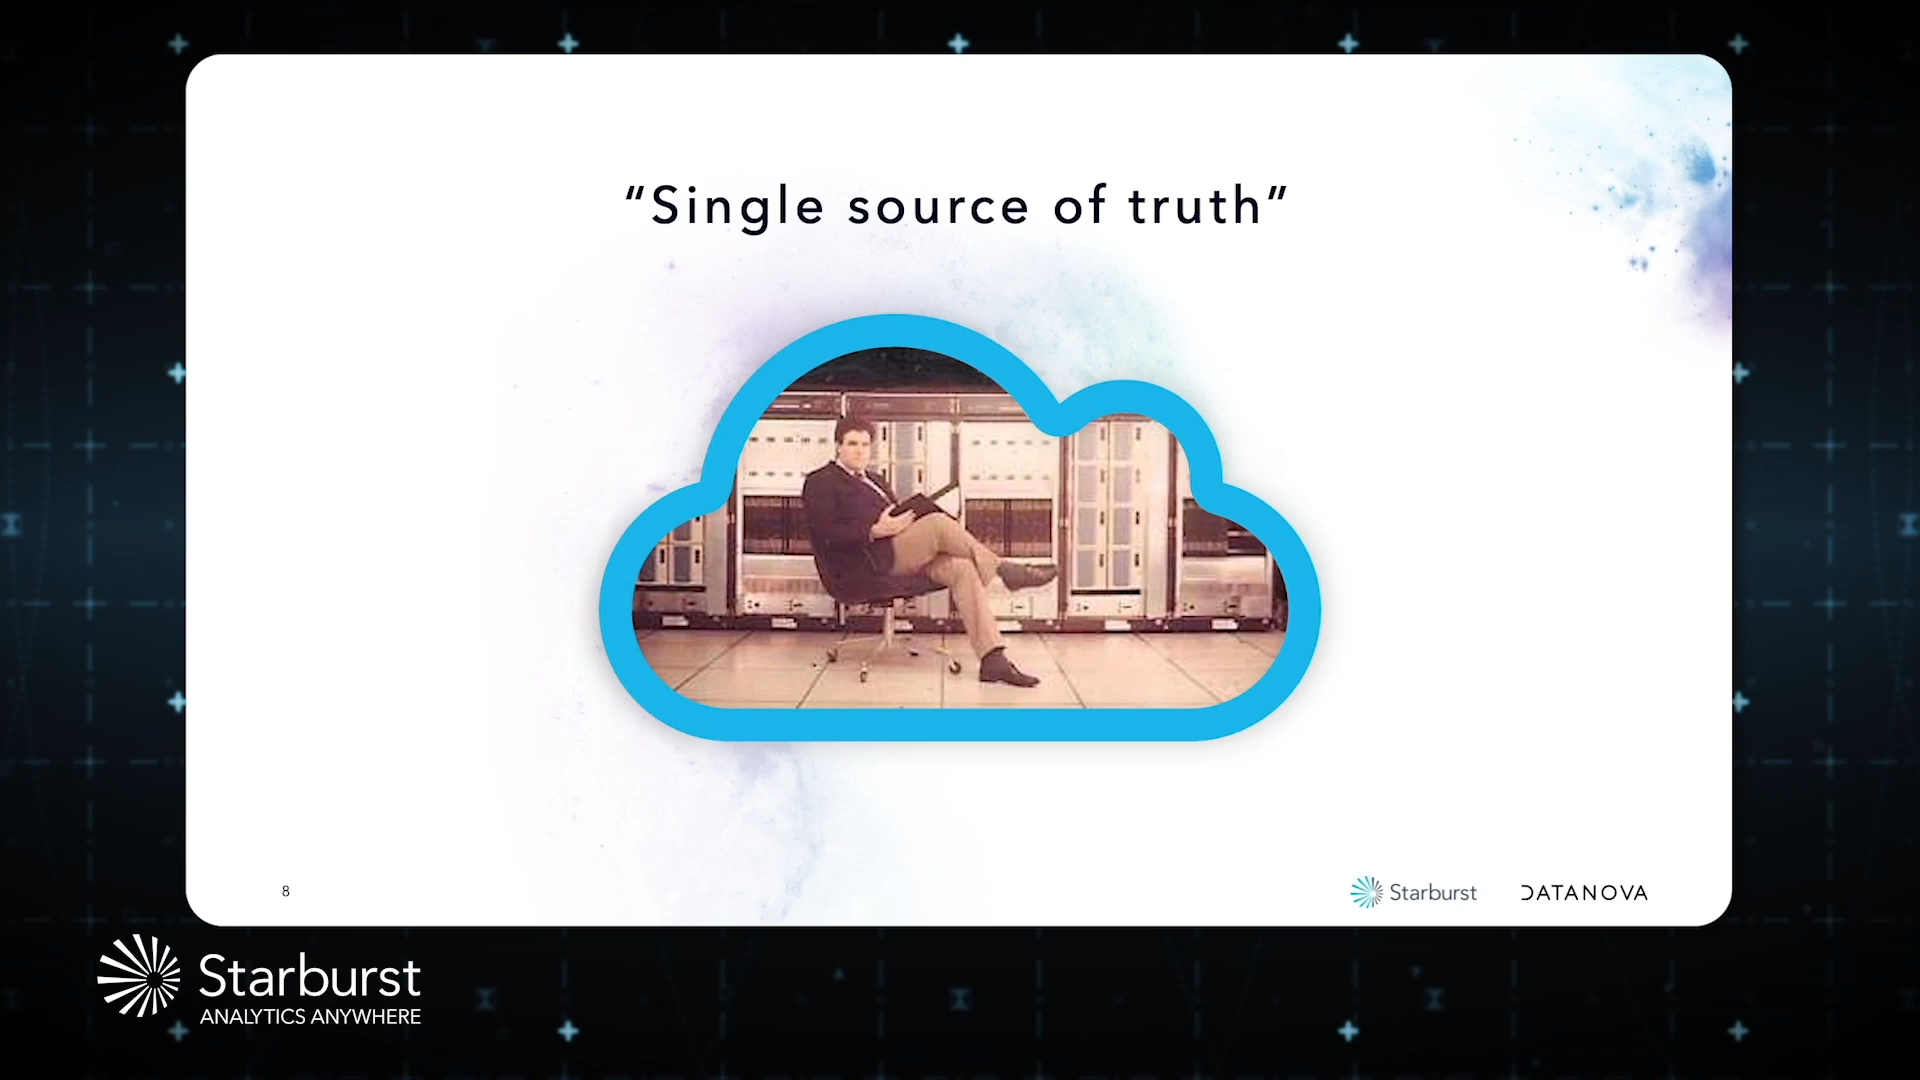 “Single source of truth”
8
Starburst
DATANOVA
Starburst
ANALYTICS ANYWHERE